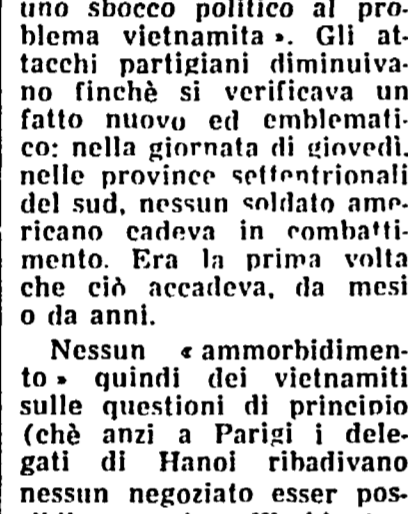 uno sbocco politico al pro-
blema vietnamita ». Gli at-
tacchi partigiani diminuiva-
no finchè si verificava un
fatto nuovo ed emblemati-
co: nella giornata di giovedì,
nelle province settentrionali
del sud, nessun soldato ame-
ricano cadeva in combatti-
mento. Era la prima volta
che ciò accadeva, da mesi
o da anni.
Nessun « ammorbidimen-
to » quindi dei vietnamiti
sulle questioni di principio
(chè anzi a Parigi i dele-
gati di Hanoi ribadivano
nessun negoziato esser pos-